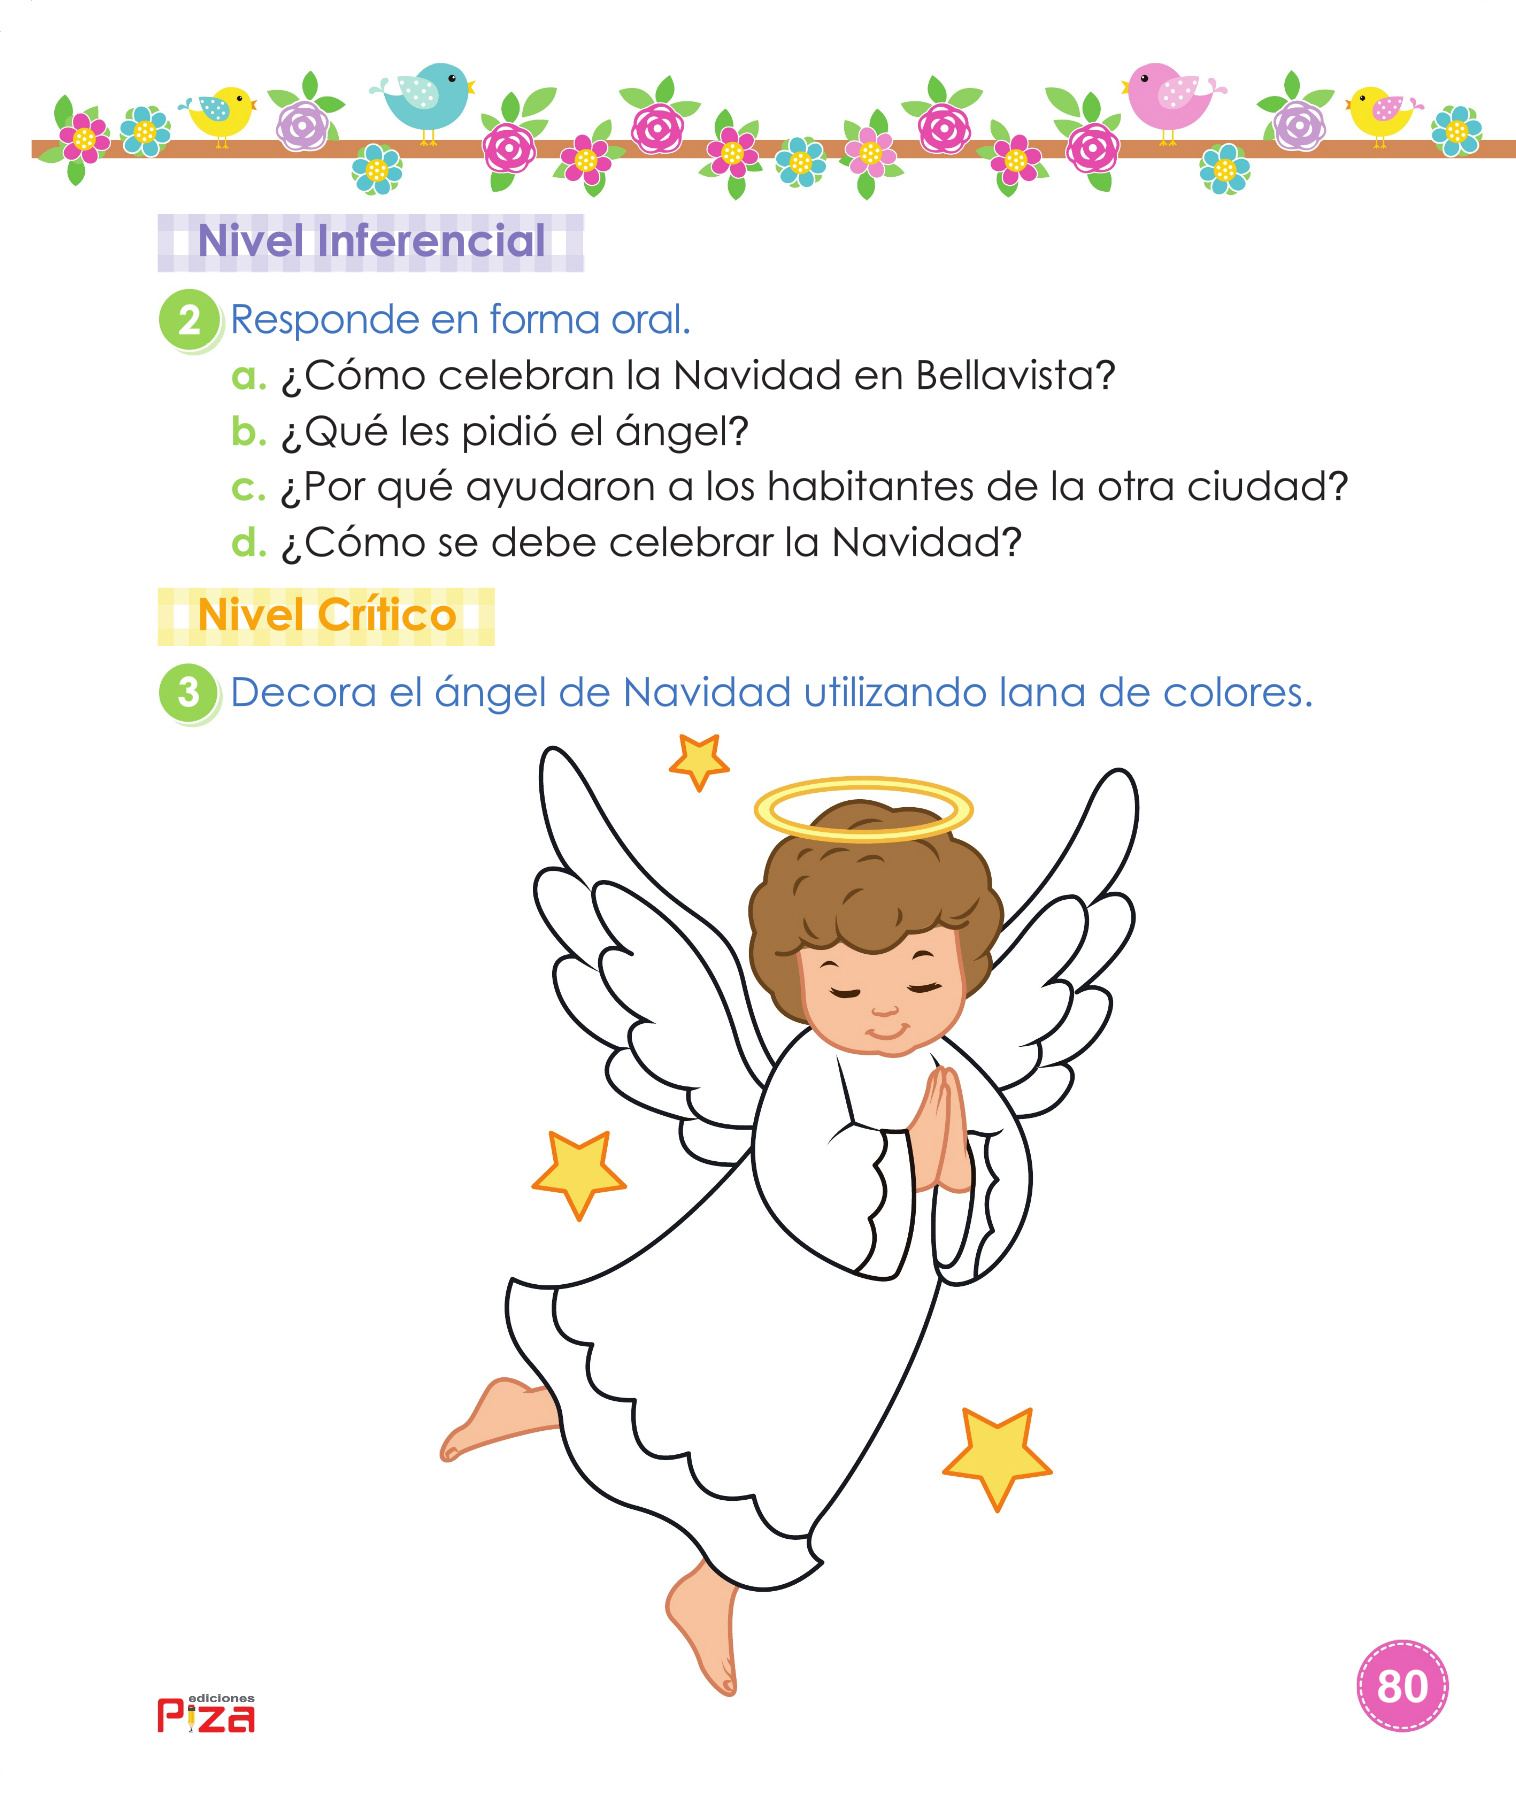 Nivel Inferencial
2 Responde en forma oral.
a. ¿Cómo celebran la Navidad en Bellavista?
b. ¿Qué les pidió el ángel?
c. ¿Por qué ayudaron a los habitantes de la otra ciudad?
d. ¿Cómo se debe celebrar la Navidad?
Nivel Crítico
3 Decora el ángel de Navidad utilizando lana de colores.
ediciones
Piza
80